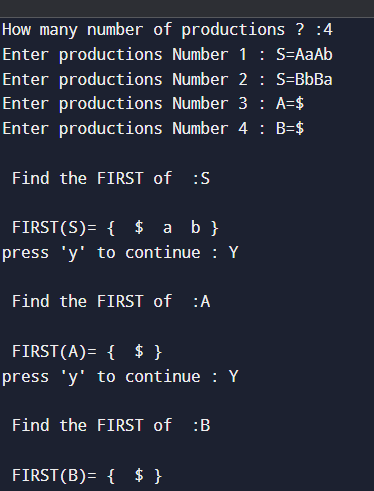 How many number of productions ? :4
Enter productions Number 1 : S=AaAb
Enter productions Number 2 : S=BbBa
Enter productions Number 3 : A=$
Enter productions Number 4 : B=$
Find the FIRST of  :S
FIRST(S)= {  $  a  b }
press 'y' to continue : Y
Find the FIRST of  :A
FIRST(A)= {  $ }
press 'y' to continue : Y
Find the FIRST of  :B
FIRST(B)= {  $ }